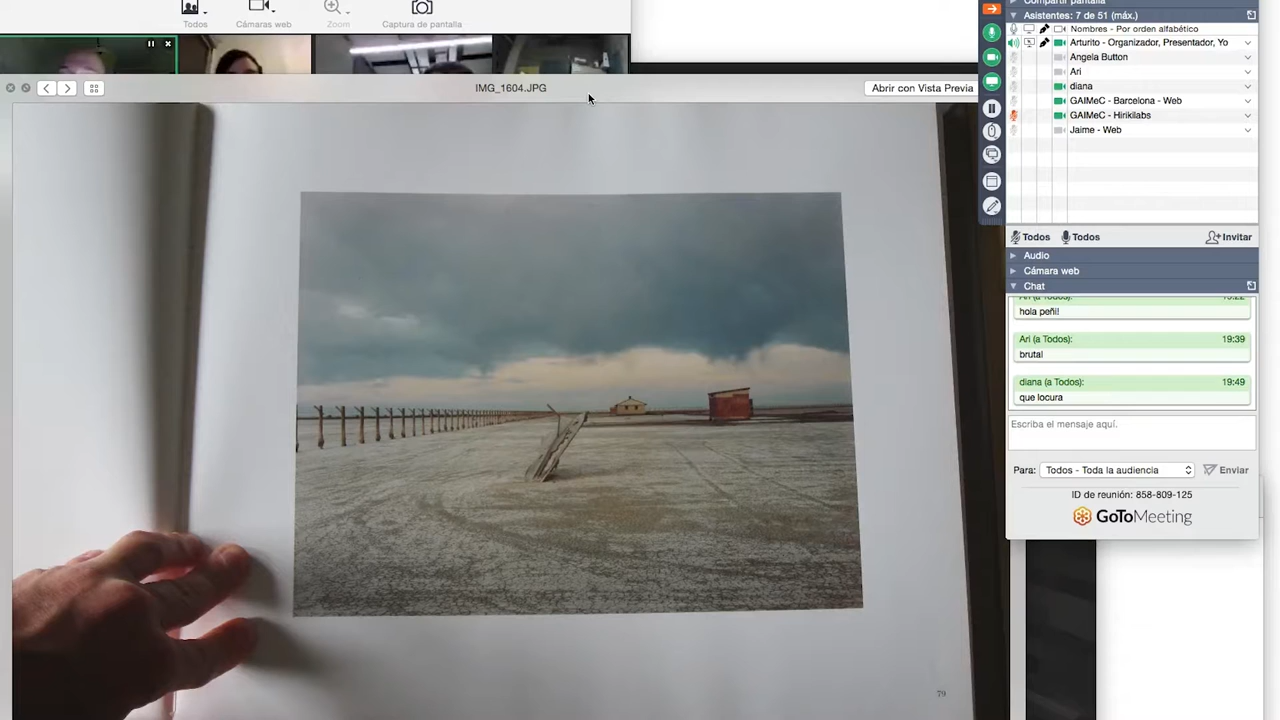 Todos
Cámaras web
Zoom
Captura de pantalla
IMG_1604.JPG
Abrir con Vista Previa
Compartir pantalla
Asistentes: 7 de 51 (máx.)
Nombres - Por orden alfabético
Arturito - Organizador, Presentador, Yo
Angela Button
Ari
diana
GAIMeC - Barcelona - Web
GAIMeC - Hirikilabs
Jaime - Web
Todos
Todos
Invitar
Audio
Cámara web
Chat
Ari (a Todos):
hola peñi!
Ari (a Todos): 19:39
brutal
diana (a Todos): 19:49
que locura
Escriba el mensaje aquí.
Para: Todos - Toda la audiencia
Enviar
ID de reunión: 858-809-125
GoToMeeting
79